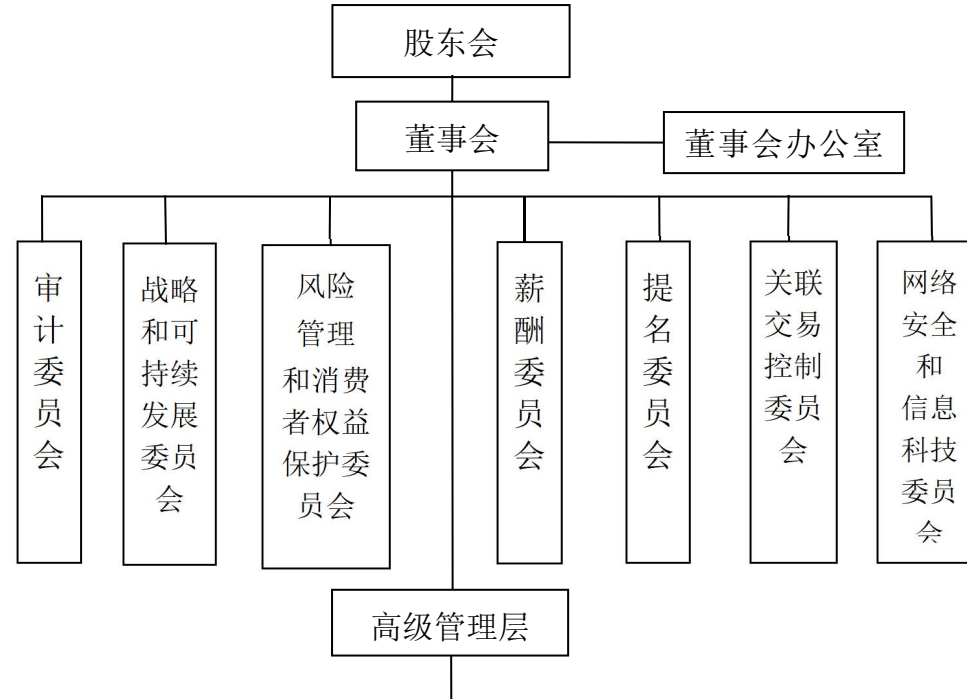 股东会
董事会
董事会办公室
审
计
委
员
会
战略
和可
持续
发展
委员
会
风险
管理
和消费
者权益
保护委
员会
薪
酬
委
员
会
提
名
委
员
会
关联
交易
控制
委员
会
网络
安全
和
信息
科技
委员
会
高级管理层